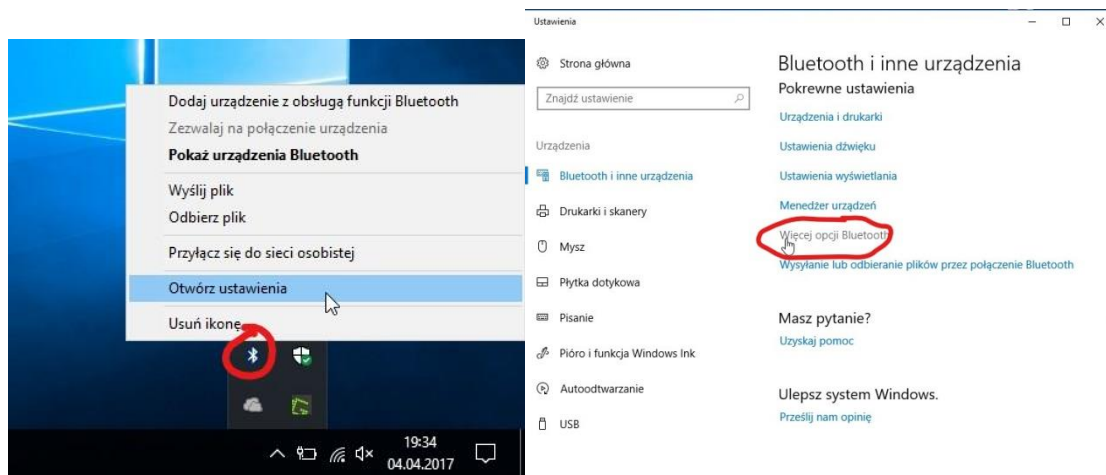 Dodaj urządzenie z obsługą funkcji Bluetooth
Zezwalaj na połączenie urządzenia
Pokaż urządzenia Bluetooth
Wyślij plik
Odbierz plik
Przyłącz się do sieci osobistej
Otwórz ustawienia
Usuń ikonę
19:34
04.04.2017
Ustawienia
Strona główna
Znajdź ustawienie
Urządzenia
Bluetooth i inne urządzenia
Drukarki i skanery
Mysz
Płytka dotykowa
Pisanie
Pióro i funkcja Windows Ink
Autoodtwarzanie
USB
Bluetooth i inne urządzenia
Pokrewne ustawienia
Urządzenia i drukarki
Ustawienia dźwięku
Ustawienia wyświetlania
Menedżer urządzeń
Więcej opcji Bluetooth
Wysyłanie lub odbieranie plików przez połączenie Bluetooth
Masz pytanie?
Uzyskaj pomoc
Ulepsz system Windows.
Prześlij nam opinię